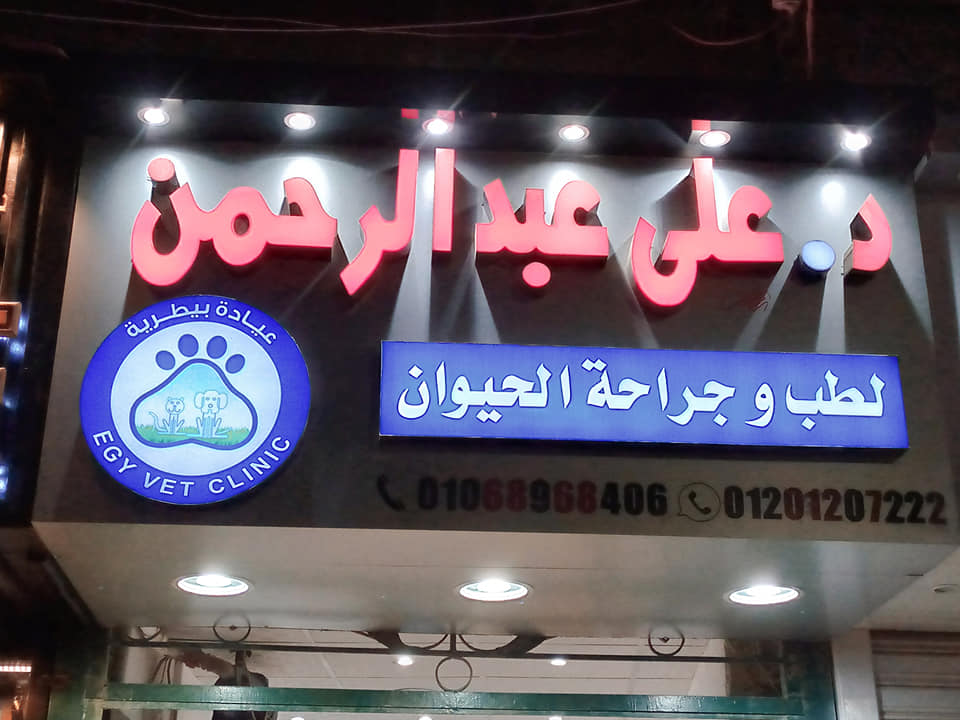 د. على عبد الرحمن
لطب و جراحة الحيوان
عيادة بيطرية
EGY VET CLINIC
01068968406 01201207222